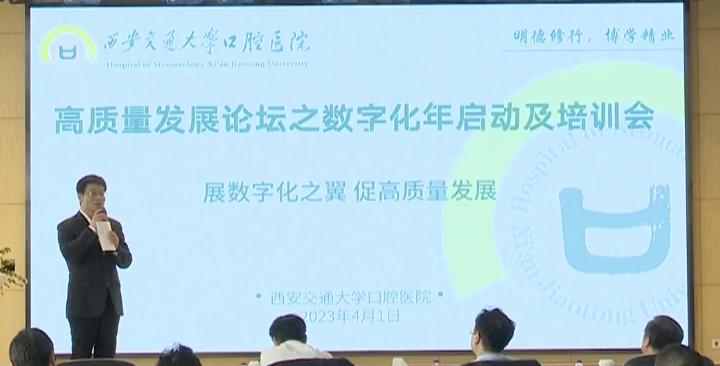 西安交通大学口腔医院
Hospital of Stomatology Xi'an Jiaotong University
明德修行，博学精业
高质量发展论坛之数字化年启动及培训会
展数字化之翼 促高质量发展
Hospital of Stomat
Xi'an Jiaotong Univ
• 西安交通大学口腔医院 •
2023年4月1日